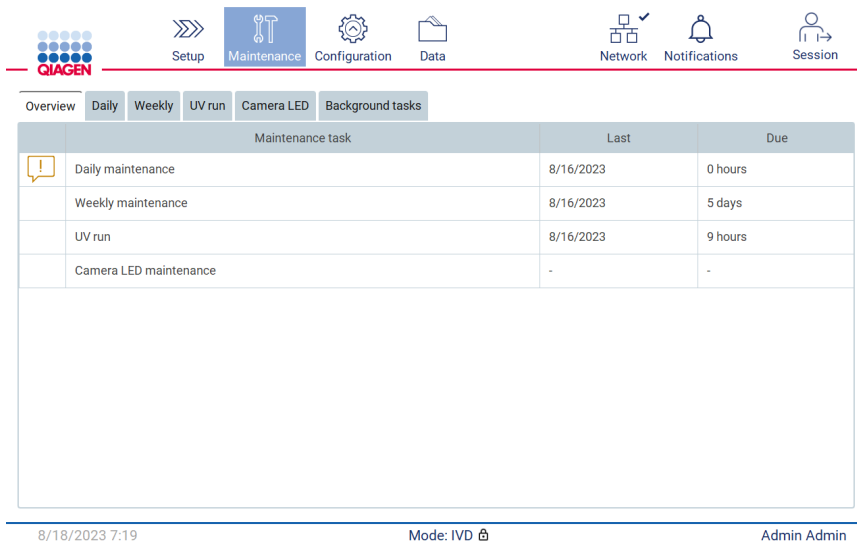 QIAGEN
Setup Maintenance Configuration Data Network Notifications Session
Overview Daily Weekly UV run Camera LED Background tasks
Maintenance task Last Due
! Daily maintenance 8/16/2023 0 hours
Weekly maintenance 8/16/2023 5 days
UV run 8/16/2023 9 hours
Camera LED maintenance - -
8/18/2023 7:19 Mode: IVD Admin Admin